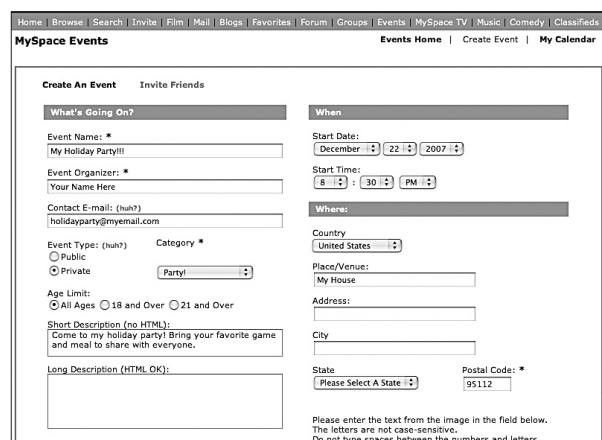 Home | Browse | Search | Invite | Film | Mail | Blogs | Favorites | Forum | Groups | Events | MySpace TV | Music | Comedy | Classifieds
MySpace Events
Events Home | Create Event | My Calendar
Create An Event Invite Friends
What's Going On?
Event Name: *
My Holiday Party!!!
Event Organizer: *
Your Name Here
Contact E-mail: (huh?)
holidayparty@myemail.com
Event Type: (huh?) Category *
Public
Private Party!
Age Limit:
All Ages 18 and Over 21 and Over
Short Description (no HTML):
Come to my holiday party! Bring your favorite game
and meal to share with everyone.
Long Description (HTML OK):
When
Start Date:
December 22 2007
Start Time:
8 : 30 PM
Where:
Country
United States
Place/Venue:
My House
Address:
City
State Postal Code: *
Please Select A State 95112
Please enter the text from the image in the field below.
The letters are not case-sensitive.
Do not type spaces between the numbers and letters